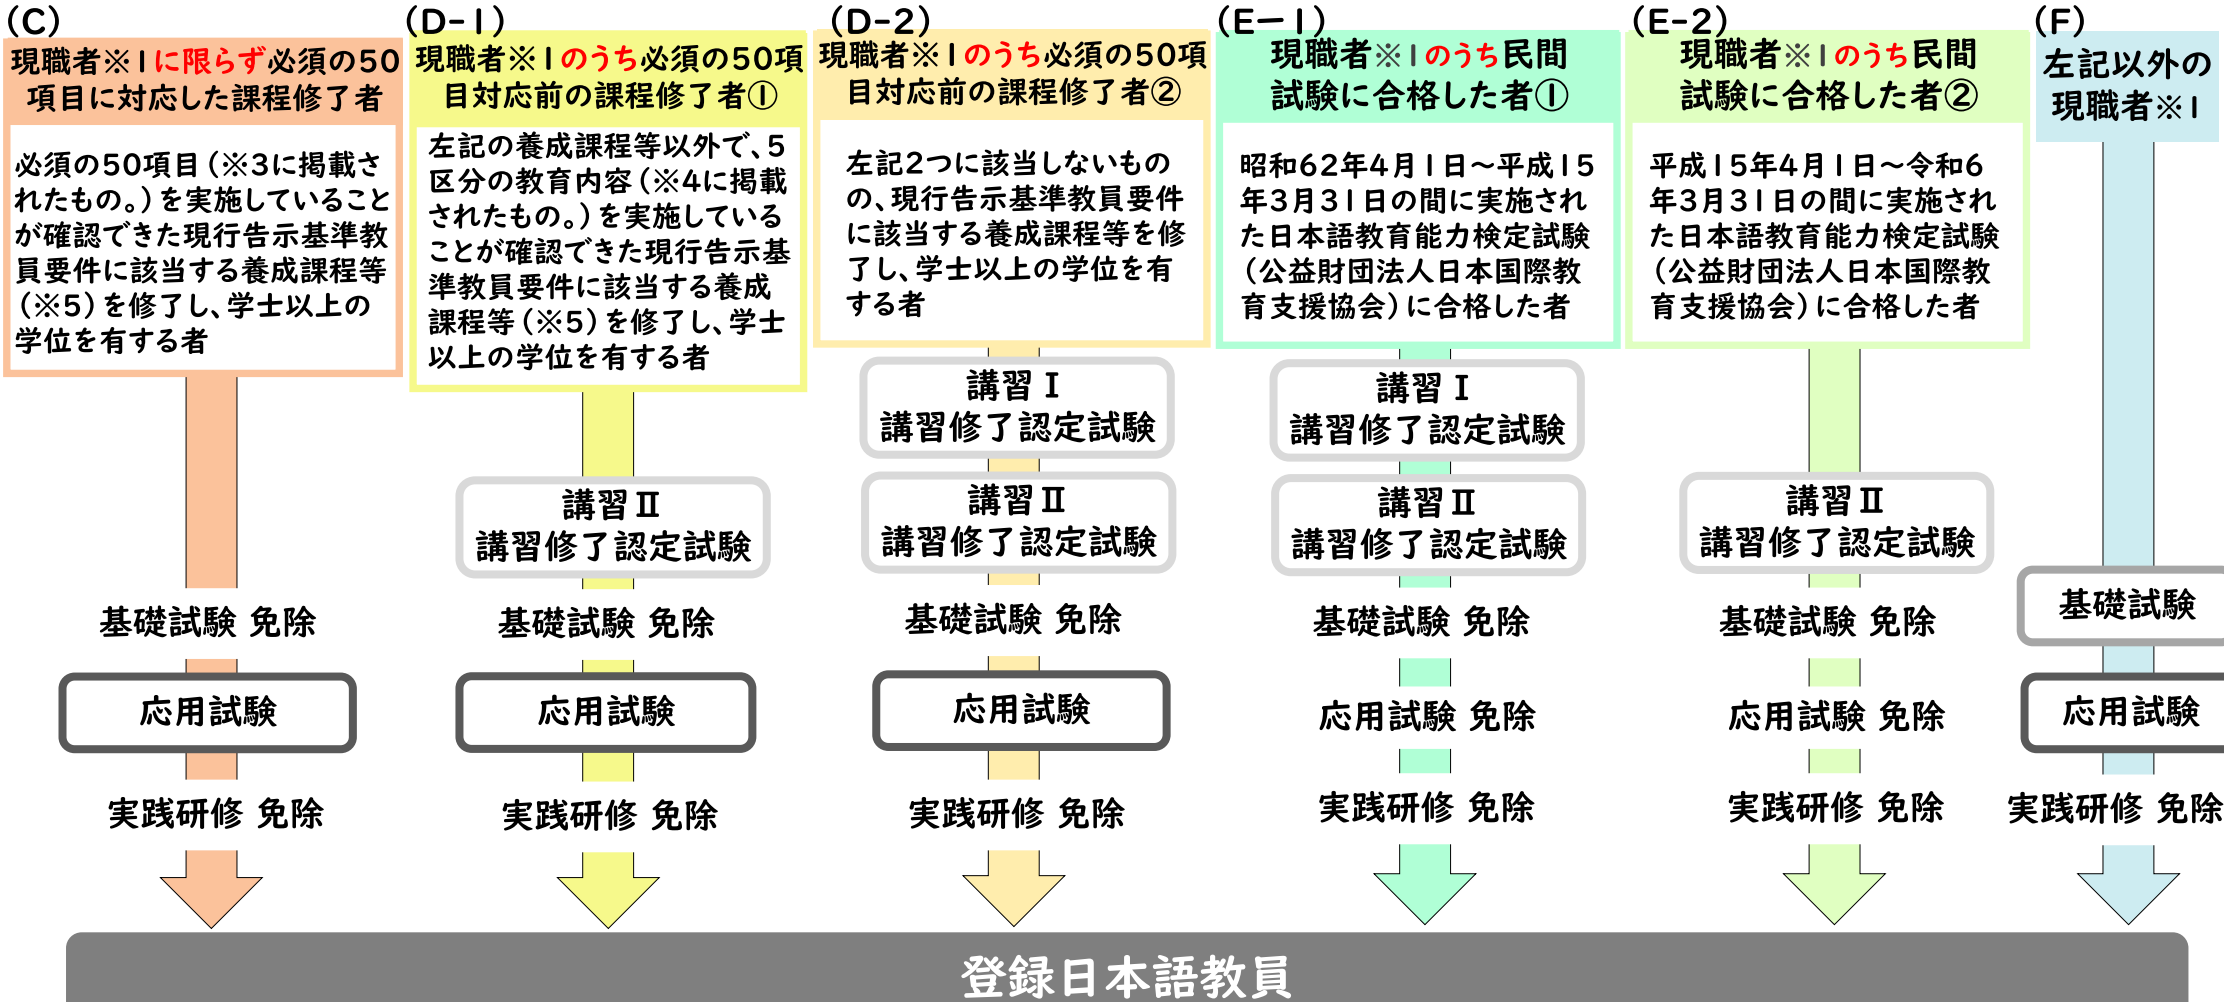 (C)
現職者※1に限らず必須の50
項目に対応した課程修了者
必須の50項目（※3に掲載さ
れたもの。）を実施していること
が確認できた現行告示基準教
員要件に該当する養成課程等
（※5）を修了し、学士以上の
学位を有する者
基礎試験 免除
応用試験
実践研修 免除
(D-1)
現職者※1のうち必須の50項
目対応前の課程修了者①
左記の養成課程等以外で、5
区分の教育内容（※4に掲載
されたもの。）を実施している
ことが確認できた現行告示基
準教員要件に該当する養成
課程等（※5）を修了し、学士
以上の学位を有する者
講習Ⅱ
講習修了認定試験
基礎試験 免除
応用試験
実践研修 免除
(D-2)
現職者※1のうち必須の50項
目対応前の課程修了者②
左記2つに該当しないもの
の、現行告示基準教員要件
に該当する養成課程等を修
了し、学士以上の学位を有
する者
講習Ⅰ
講習修了認定試験
講習Ⅱ
講習修了認定試験
基礎試験 免除
応用試験
実践研修 免除
(E－1)
現職者※1のうち民間
試験に合格した者①
昭和62年4月1日～平成15
年3月31日の間に実施され
た日本語教育能力検定試験
（公益財団法人日本国際教
育支援協会）に合格した者
講習Ⅰ
講習修了認定試験
講習Ⅱ
講習修了認定試験
基礎試験 免除
応用試験 免除
実践研修 免除
(E-2)
現職者※1のうち民間
試験に合格した者②
平成15年4月1日～令和6
年3月31日の間に実施され
た日本語教育能力検定試験
（公益財団法人日本国際教
育支援協会）に合格した者
講習Ⅱ
講習修了認定試験
基礎試験 免除
応用試験 免除
実践研修 免除
(F)
左記以外の
現職者※1
基礎試験
応用試験
実践研修 免除
登録日本語教員